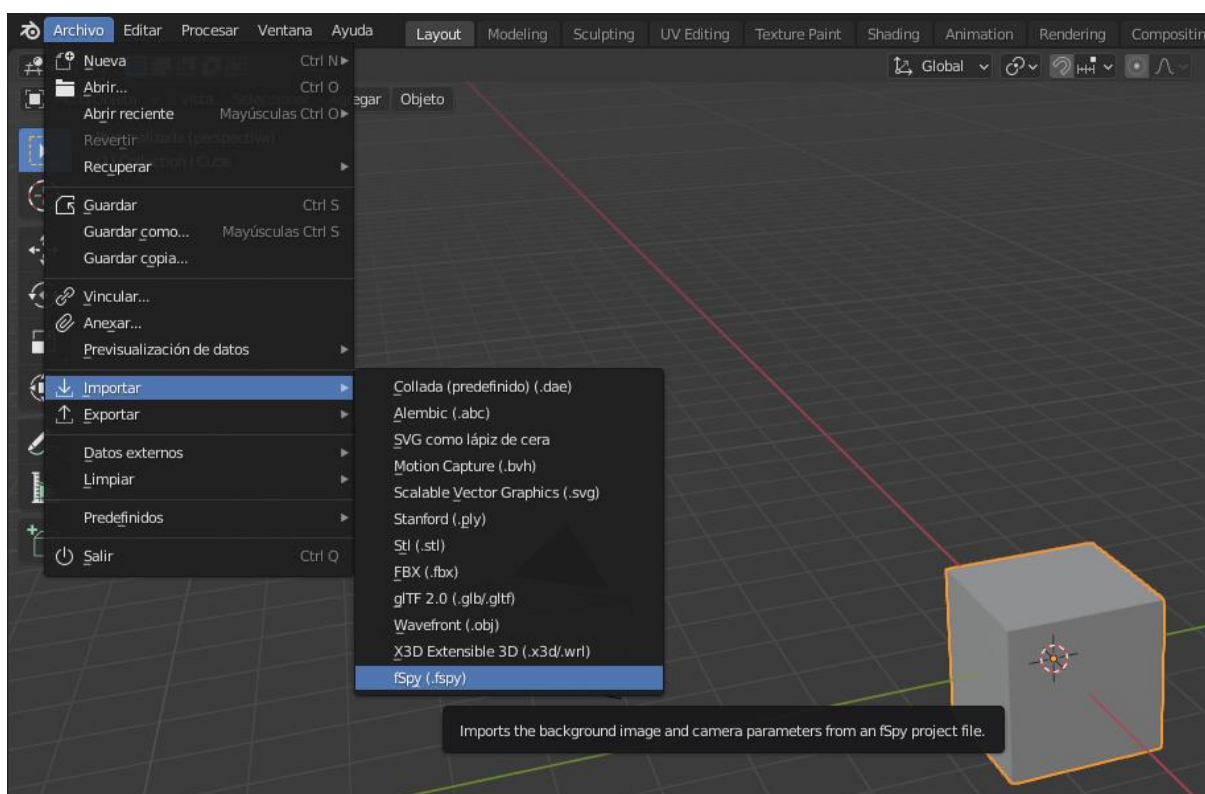 Archivo Editar Procesar Ventana Ayuda Layout Modeling Sculpting UV Editing Texture Paint Shading Animation Rendering Compositin
Nueva Ctrl N
Global
Abrir... Ctrl O
egar Objeto
Abrir reciente Mayúsculas Ctrl O
Revertir
Recuperar
Guardar Ctrl S
Guardar como... Mayúsculas Ctrl S
Guardar copia...
Vincular...
Anexar...
Previsualización de datos
Importar
Exportar
Datos externos
Limpiar
Predefinidos
Salir Ctrl Q
Collada (predefinido) (.dae)
Alembic (.abc)
SVG como lápiz de cera
Motion Capture (.bvh)
Scalable Vector Graphics (.svg)
Stanford (.ply)
Stl (.stl)
FBX (.fbx)
glTF 2.0 (.glb/.gltf)
Wavefront (.obj)
X3D Extensible 3D (.x3d/.wrl)
fSpy (.fspy)
Imports the background image and camera parameters from an fSpy project file.